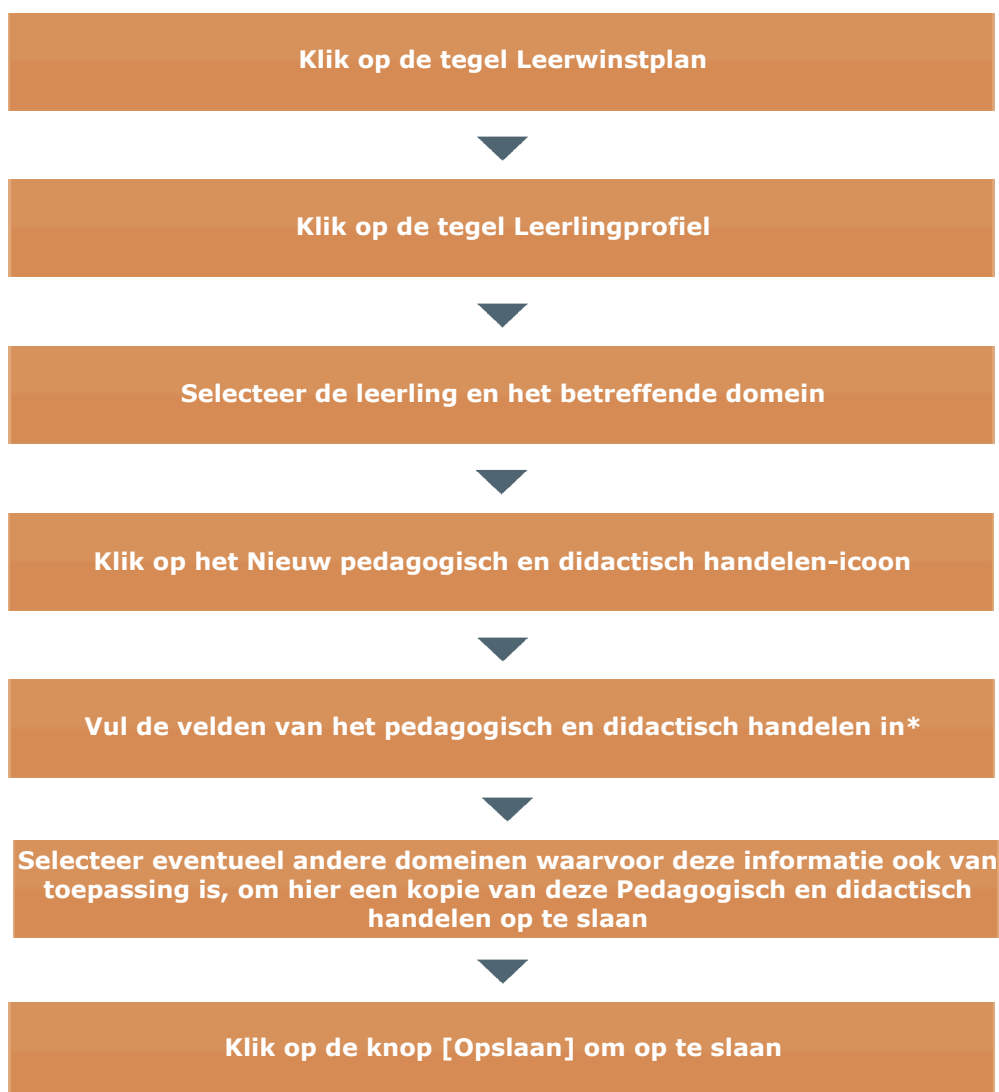 Klik op de tegel Leerwinstplan
Klik op de tegel Leerlingprofiel
Selecteer de leerling en het betreffende domein
Klik op het Nieuw pedagogisch en didactisch handelen-icoon
Vul de velden van het pedagogisch en didactisch handelen in*
Selecteer eventueel andere domeinen waarvoor deze informatie ook van
toepassing is, om hier een kopie van deze Pedagogisch en didactisch
handelen op te slaan
Klik op de knop [Opslaan] om op te slaan